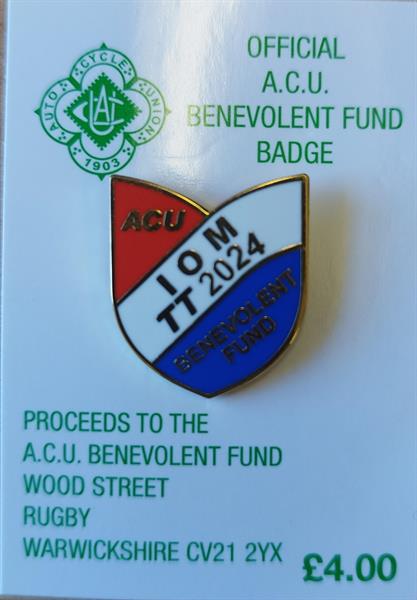 AUTO CYCLE UNION
ACU
1903
OFFICIAL
A.C.U.
BENEVOLENT FUND
BADGE
ACU
IOM
TT 2024
BENEVOLENT
FUND
PROCEEDS TO THE
A.C.U. BENEVOLENT FUND
WOOD STREET
RUGBY
WARWICKSHIRE CV21 2YX
£4.00